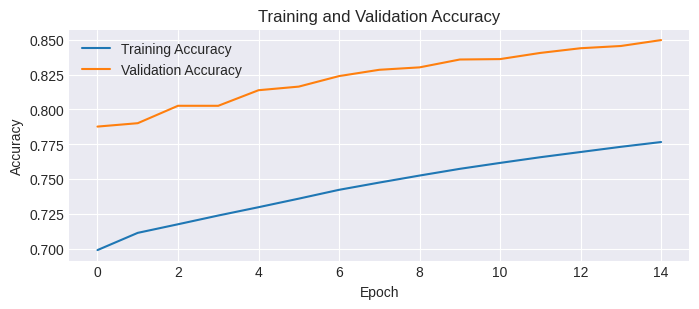 Training and Validation Accuracy
Training Accuracy
Validation Accuracy
Accuracy
0.850
0.825
0.800
0.775
0.750
0.725
0.700
0 2 4 6 8 10 12 14
Epoch